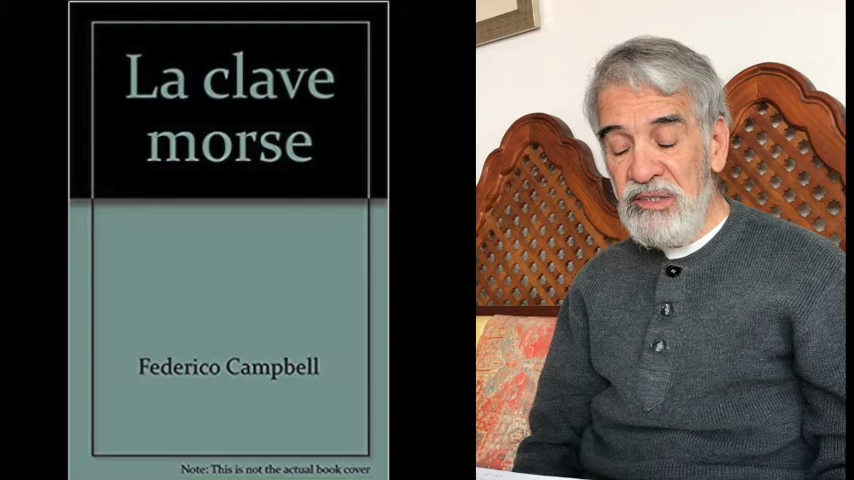 La clave
morse
Federico Campbell
Note: This is not the actual book cover